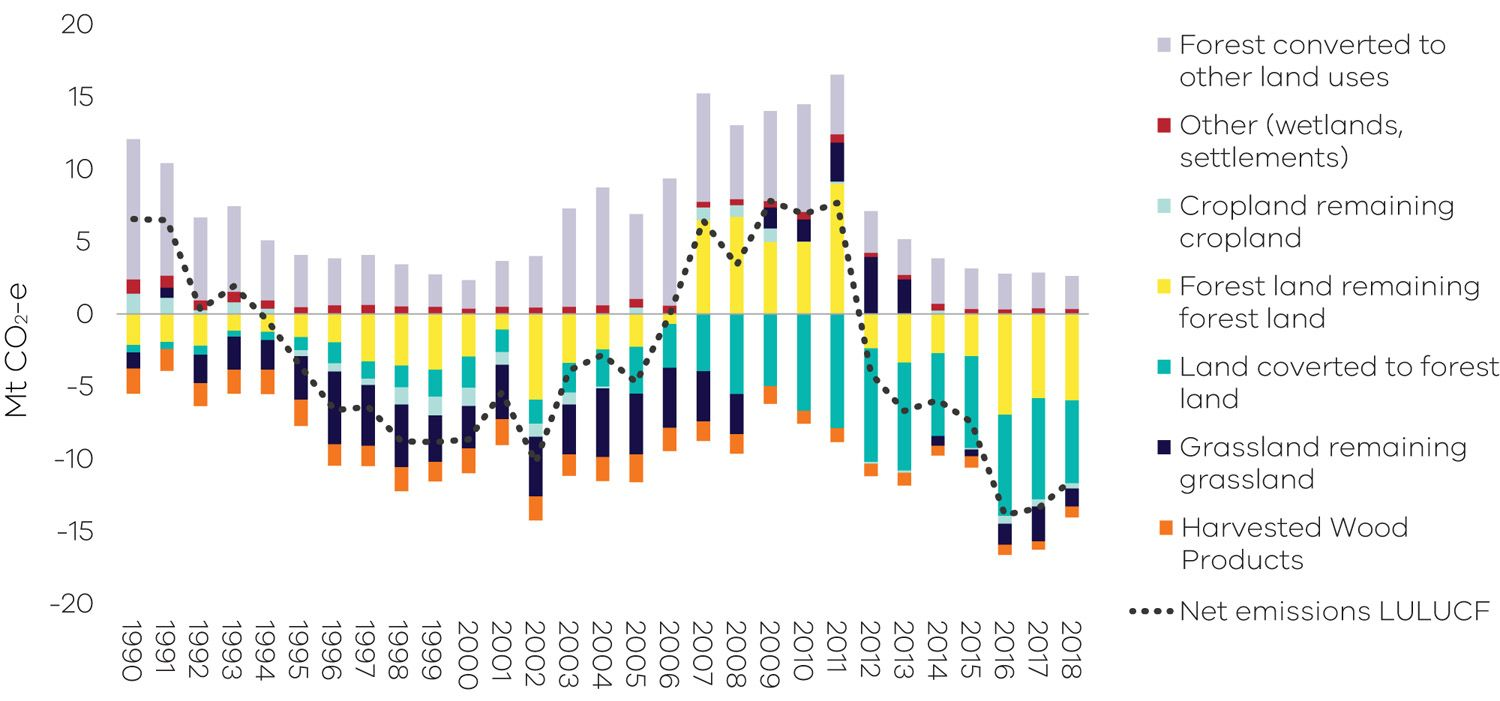 20
15
10
5
0
-5
-10
-15
-20
Mt CO₂-e
1990
1991
1992
1993
1994
1995
1996
1997
1998
1999
2000
2001
2002
2003
2004
2005
2006
2007
2008
2009
2010
2011
2012
2013
2014
2015
2016
2017
2018
Forest converted to
other land uses
Other (wetlands,
settlements)
Cropland remaining
cropland
Forest land remaining
forest land
Land coverted to forest
land
Grassland remaining
grassland
Harvested Wood
Products
Net emissions LULUCF